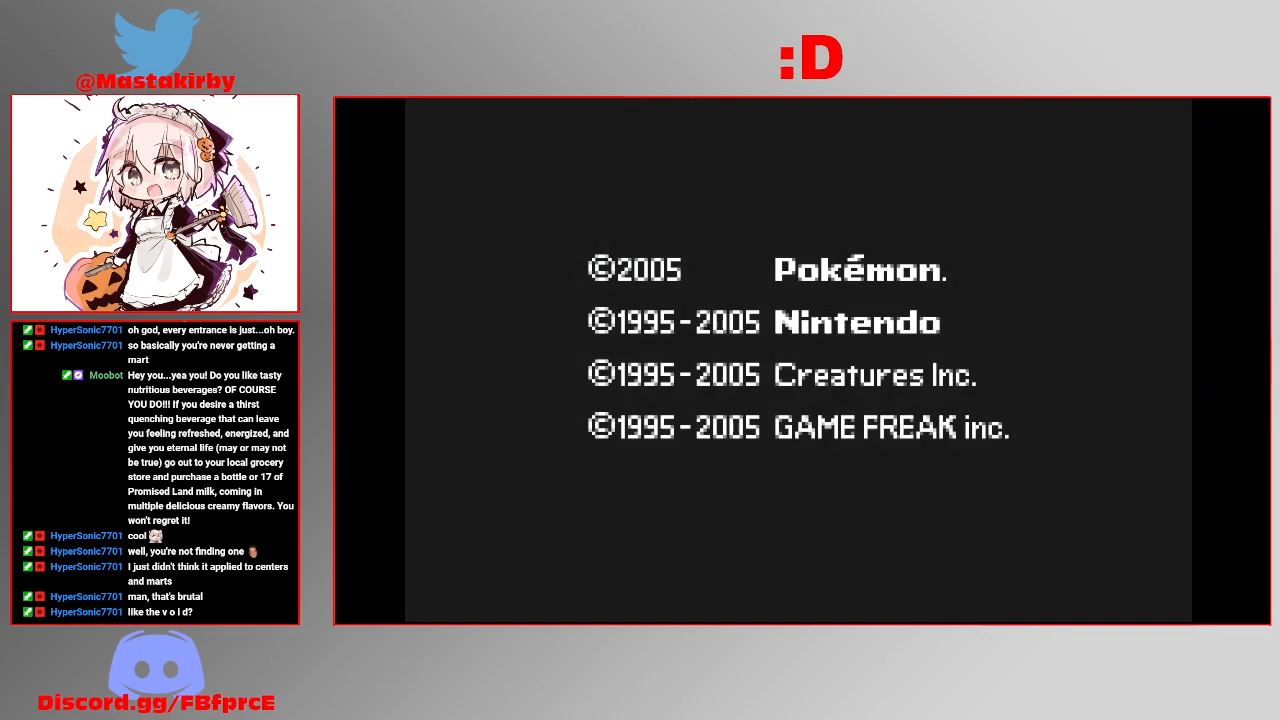 @Mastakirby
:D
HyperSonic7701 oh god, every entrance is just...oh boy.
HyperSonic7701 so basically you're never getting a
mart
Moobot Hey you...yea you! Do you like tasty
nutritious beverages? OF COURSE
YOU DO!!! If you desire a thirst
quenching beverage that can leave
you feeling refreshed, energized, and
give you eternal life (may or may not
be true) go out to your local grocery
store and purchase a bottle or 17 of
Promised Land milk, coming in
multiple delicious creamy flavors. You
won't regret it!
HyperSonic7701 cool
HyperSonic7701 well, you're not finding one
HyperSonic7701 I just didn't think it applied to centers
and marts
HyperSonic7701 man, that's brutal
HyperSonic7701 like the v o i d?
©2005 Pokémon.
©1995-2005 Nintendo
©1995-2005 Creatures Inc.
©1995-2005 GAME FREAK inc.
Discord.gg/FBfprcE